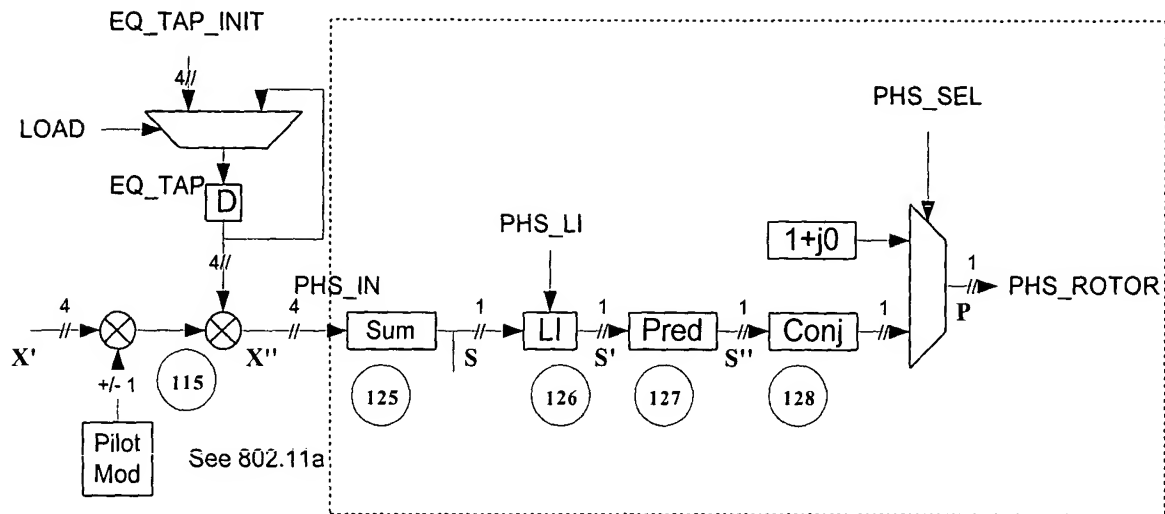 EQ_TAP_INIT
4//
LOAD
EQ_TAP
D
4//
PHS_SEL
PHS_LI
1+j0
PHS_IN
4
4
1
1
1
1
1
PHS_ROTOR
Sum
LI
Pred
Conj
P
X'
X''
S
S'
S''
+/- 1
115
125
126
127
128
Pilot
Mod
See 802.11a